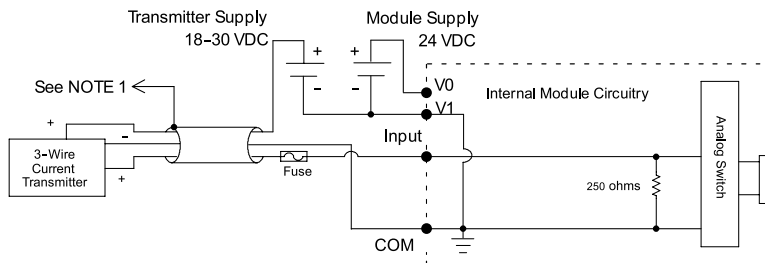 Transmitter Supply
18–30 VDC
Module Supply
24 VDC
+
–
+
–
See NOTE 1
V0
V1
Internal Module Circuitry
+
–
+
3–Wire
Current
Transmitter
Input
Fuse
250 ohms
Analog Switch
COM